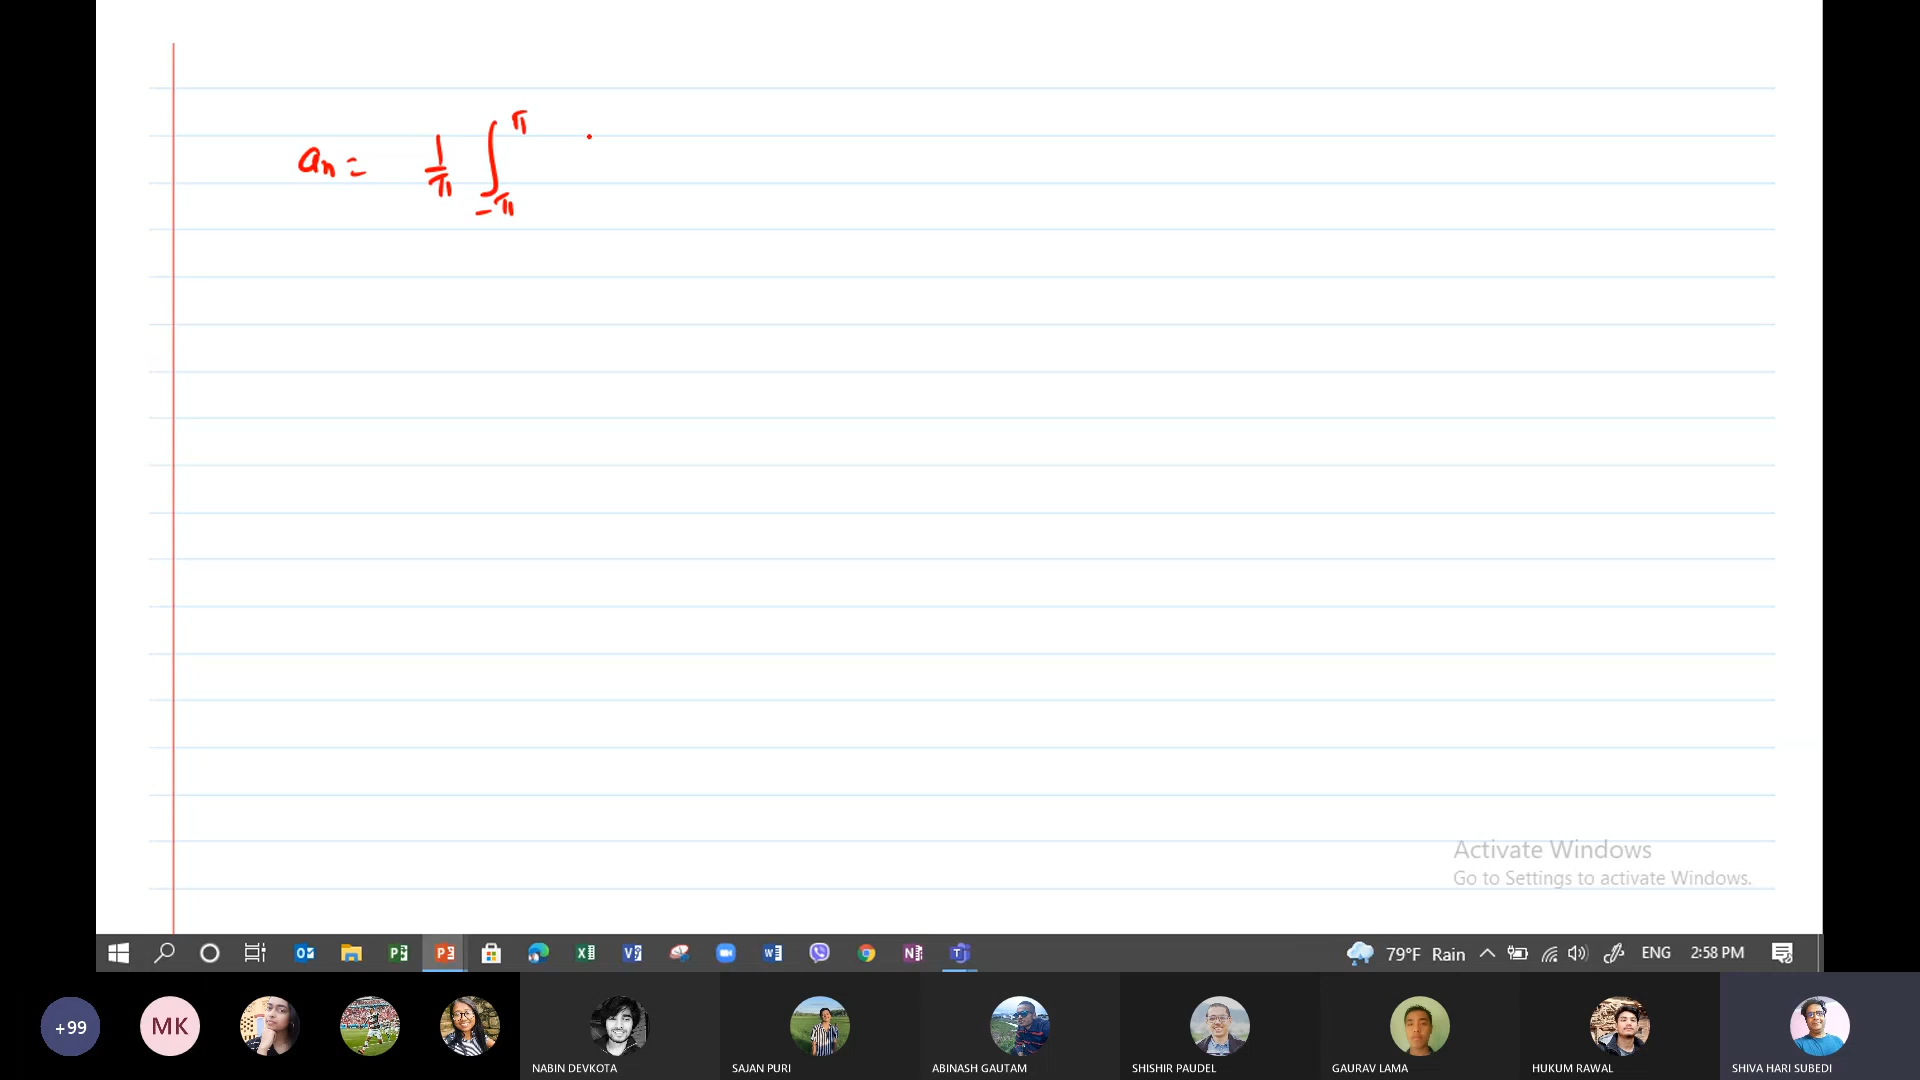 aₙ = 1/π ∫_{-π}^{π}
Activate Windows
Go to Settings to activate Windows.
79°F Rain ENG 2:58 PM
+99 MK
NABIN DEVKOTA SAJAN PURI ABINASH GAUTAM SHISHIR PAUDEL GAURAV LAMA HUKUM RAWAL SHIVA HARI SUBEDI